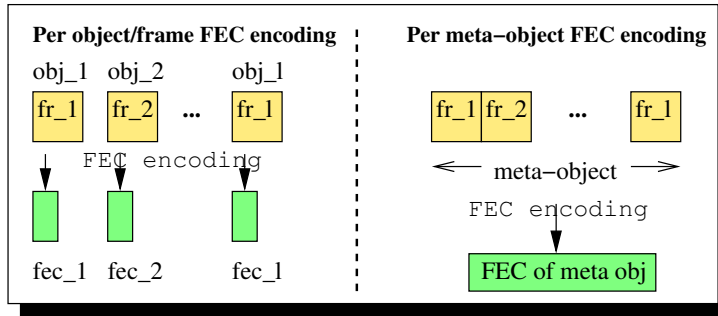 Per object/frame FEC encoding
obj_1 obj_2 obj_l
fr_1 fr_2 ... fr_l
FEC encoding
fec_1 fec_2 fec_l
Per meta−object FEC encoding
fr_1 fr_2 ... fr_l
meta−object
FEC encoding
FEC of meta obj